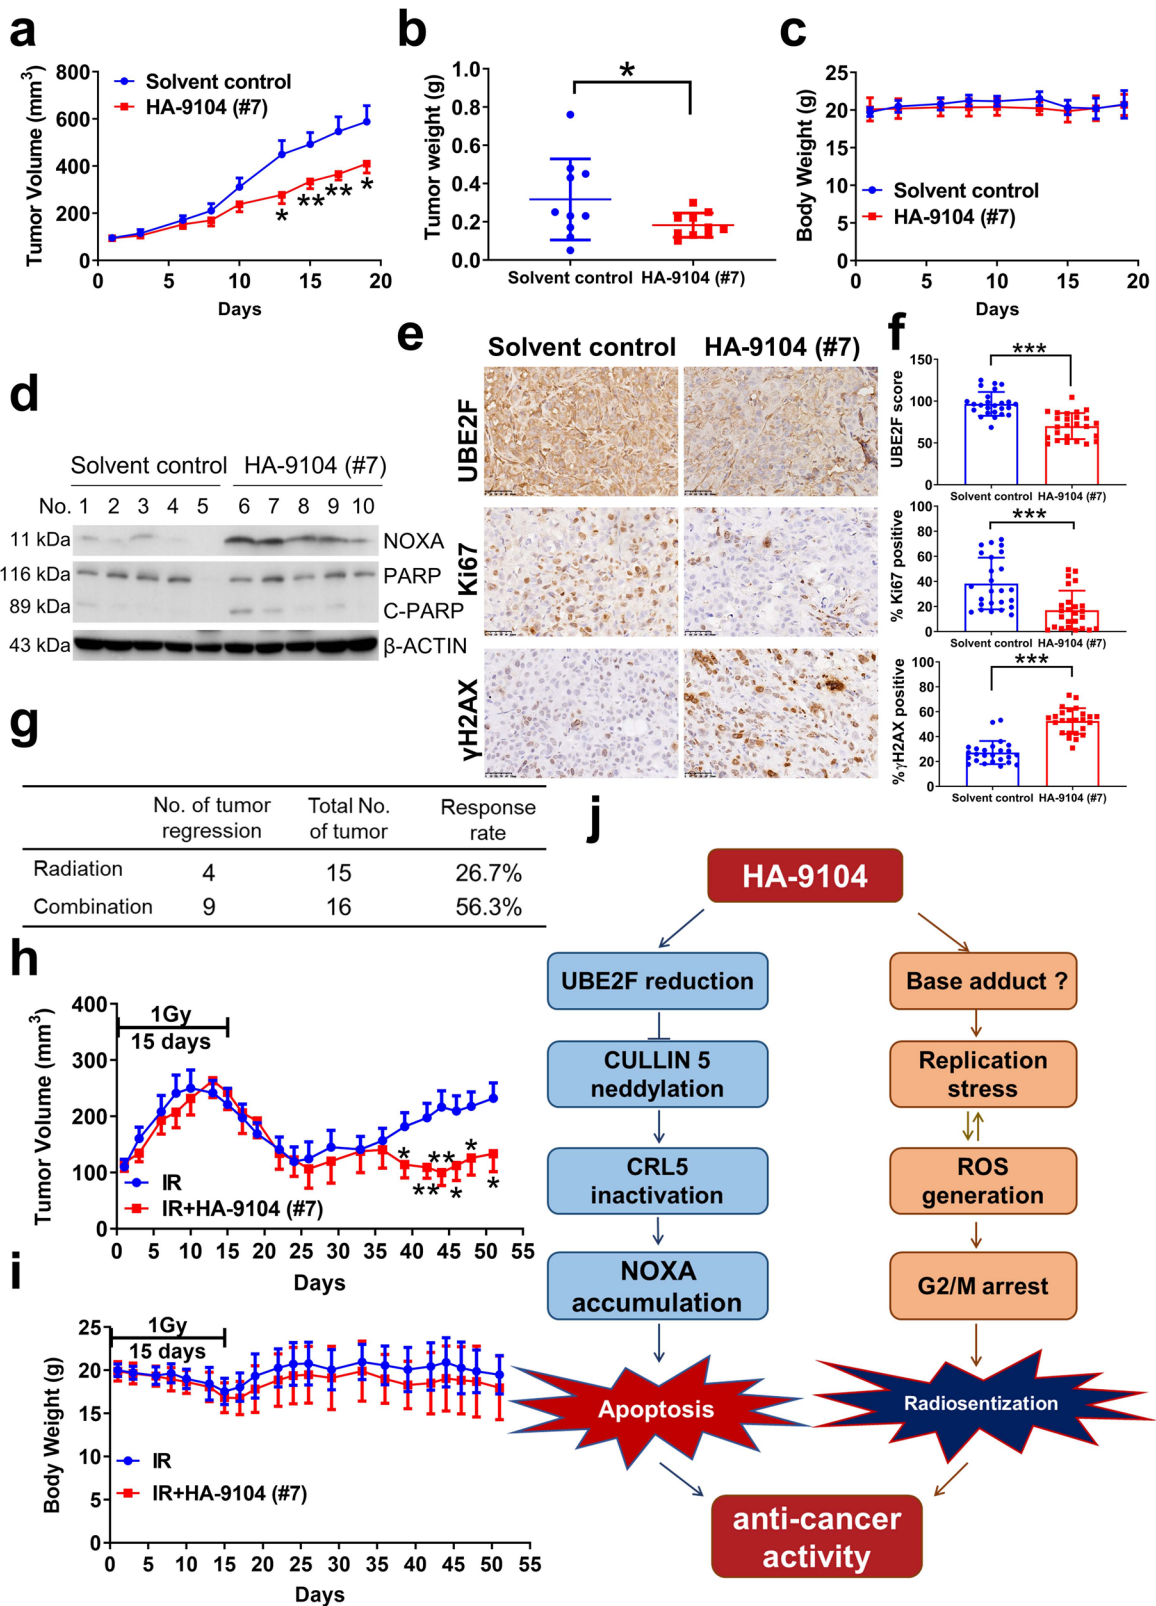 a
Tumor Volume (mm³)
800
600
400
200
0
0 5 10 15 20
Days
Solvent control
HA-9104 (#7)
* ** ** *
b
Tumor weight (g)
1.0
0.8
0.6
0.4
0.2
0.0
*
Solvent control HA-9104 (#7)
c
Body Weight (g)
25
20
15
10
5
0
0 5 10 15 20
Days
Solvent control
HA-9104 (#7)
d
Solvent control HA-9104 (#7)
No. 1 2 3 4 5 6 7 8 9 10
11 kDa NOXA
116 kDa PARP
89 kDa C-PARP
43 kDa β-ACTIN
e
Solvent control HA-9104 (#7)
UBE2F
Ki67
γH2AX
f
UBE2F score
150
100
50
0
***
Solvent control HA-9104 (#7)
% Ki67 positive
100
80
60
40
20
0
***
Solvent control HA-9104 (#7)
%γH2AX positive
100
80
60
40
20
0
***
Solvent control HA-9104 (#7)
g
No. of tumor regression Total No. of tumor Response rate
Radiation 4 15 26.7%
Combination 9 16 56.3%
h
Tumor Volume (mm³)
400
300
200
100
0
1Gy
15 days
IR
IR+HA-9104 (#7)
* ** ** * * *
0 5 10 15 20 25 30 35 40 45 50 55
Days
i
Body Weight (g)
25
20
15
10
5
0
1Gy
15 days
IR
IR+HA-9104 (#7)
0 5 10 15 20 25 30 35 40 45 50 55
Days
j
HA-9104
UBE2F reduction
CULLIN 5
neddylation
CRL5
inactivation
NOXA
accumulation
Apoptosis
Base adduct ?
Replication
stress
ROS
generation
G2/M arrest
Radiosentization
anti-cancer
activity